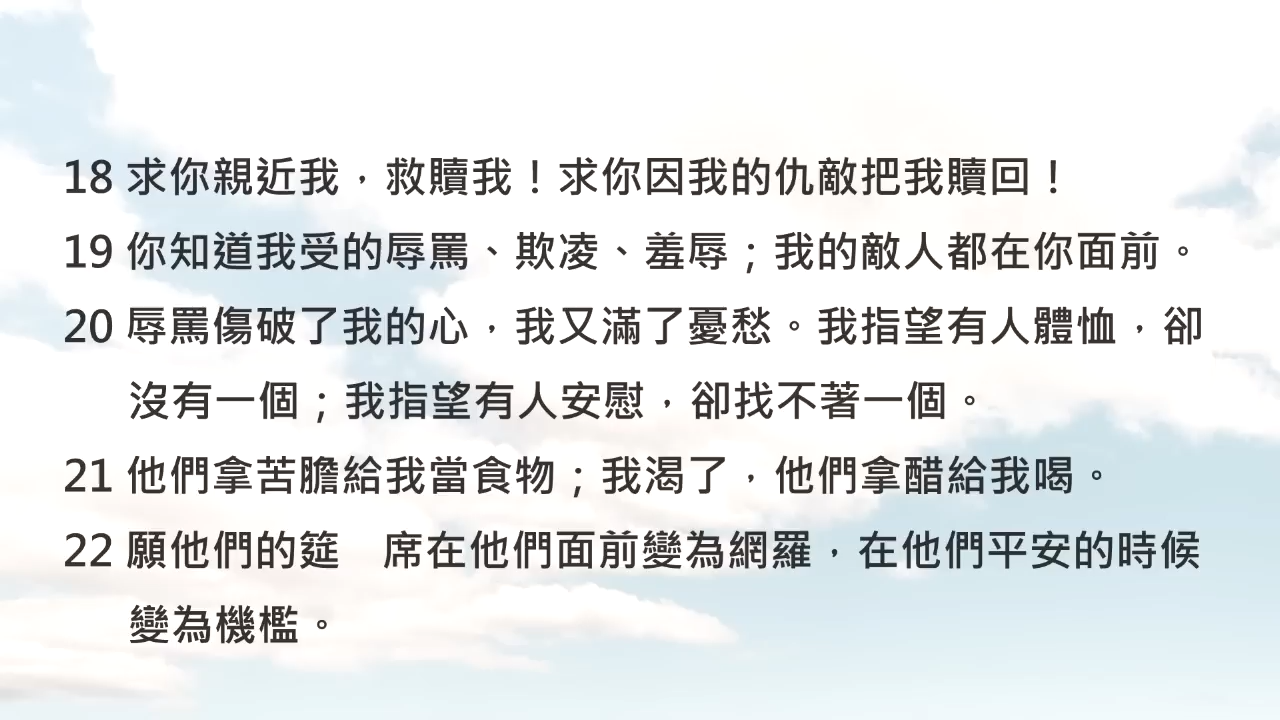 18 求你親近我，救贖我！求你因我的仇敵把我贖回！
19 你知道我受的辱罵、欺凌、羞辱；我的敵人都在你面前。
20 辱罵傷破了我的心，我又滿了憂愁。我指望有人體恤，卻
沒有一個；我指望有人安慰，卻找不著一個。
21 他們拿苦膽給我當食物；我渴了，他們拿醋給我喝。
22 願他們的筵　席在他們面前變為網羅，在他們平安的時候
變為機檻。